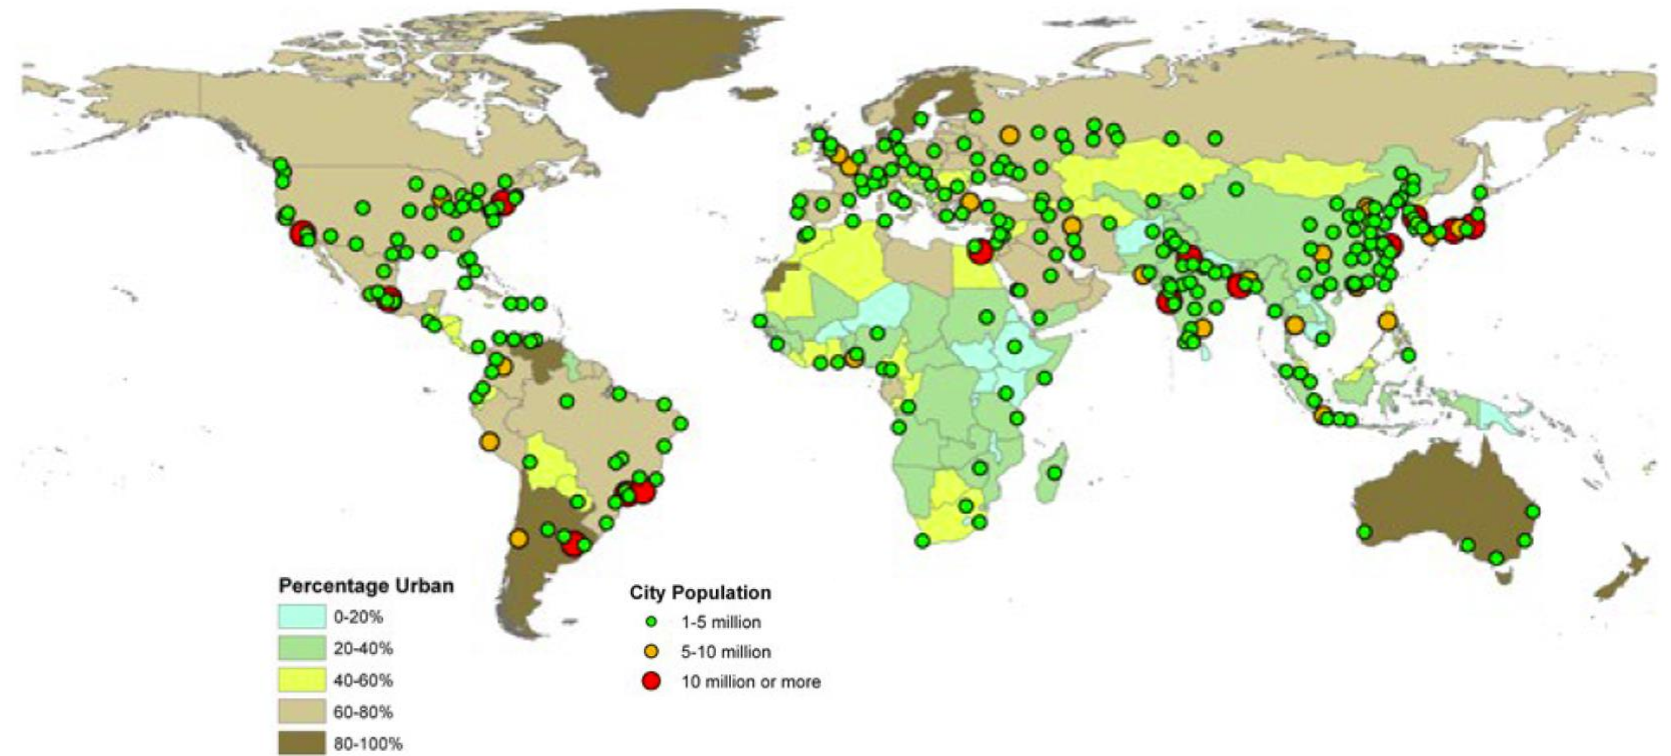 Percentage Urban
0-20%
20-40%
40-60%
60-80%
80-100%
City Population
1-5 million
5-10 million
10 million or more